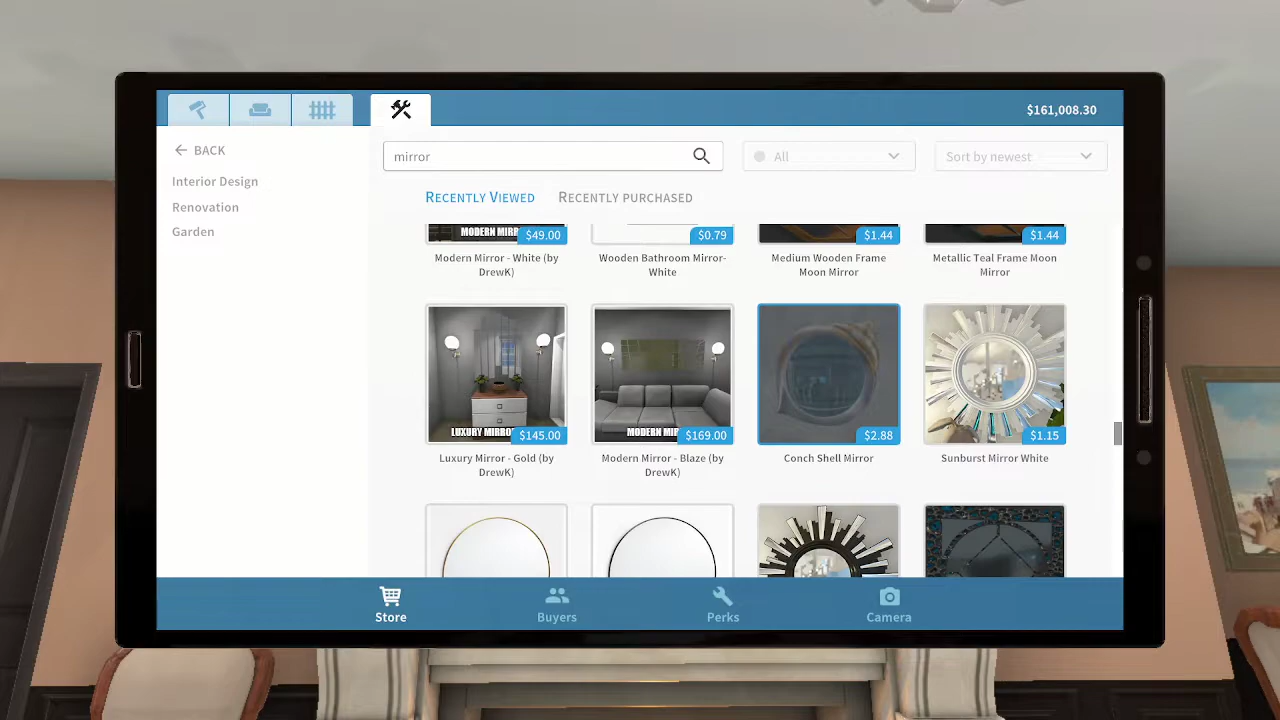 $161,008.30
BACK
mirror
All
Sort by newest
Interior Design
Renovation
Garden
RECENTLY VIEWED
RECENTLY PURCHASED
MODERN MIRR
$49.00
$0.79
$1.44
$1.44
Modern Mirror - White (by
DrewK)
Wooden Bathroom Mirror-
White
Medium Wooden Frame
Moon Mirror
Metallic Teal Frame Moon
Mirror
LUXURY MIRRO
$145.00
MODERN MIR
$169.00
$2.88
$1.15
Luxury Mirror - Gold (by
DrewK)
Modern Mirror - Blaze (by
DrewK)
Conch Shell Mirror
Sunburst Mirror White
Store
Buyers
Perks
Camera